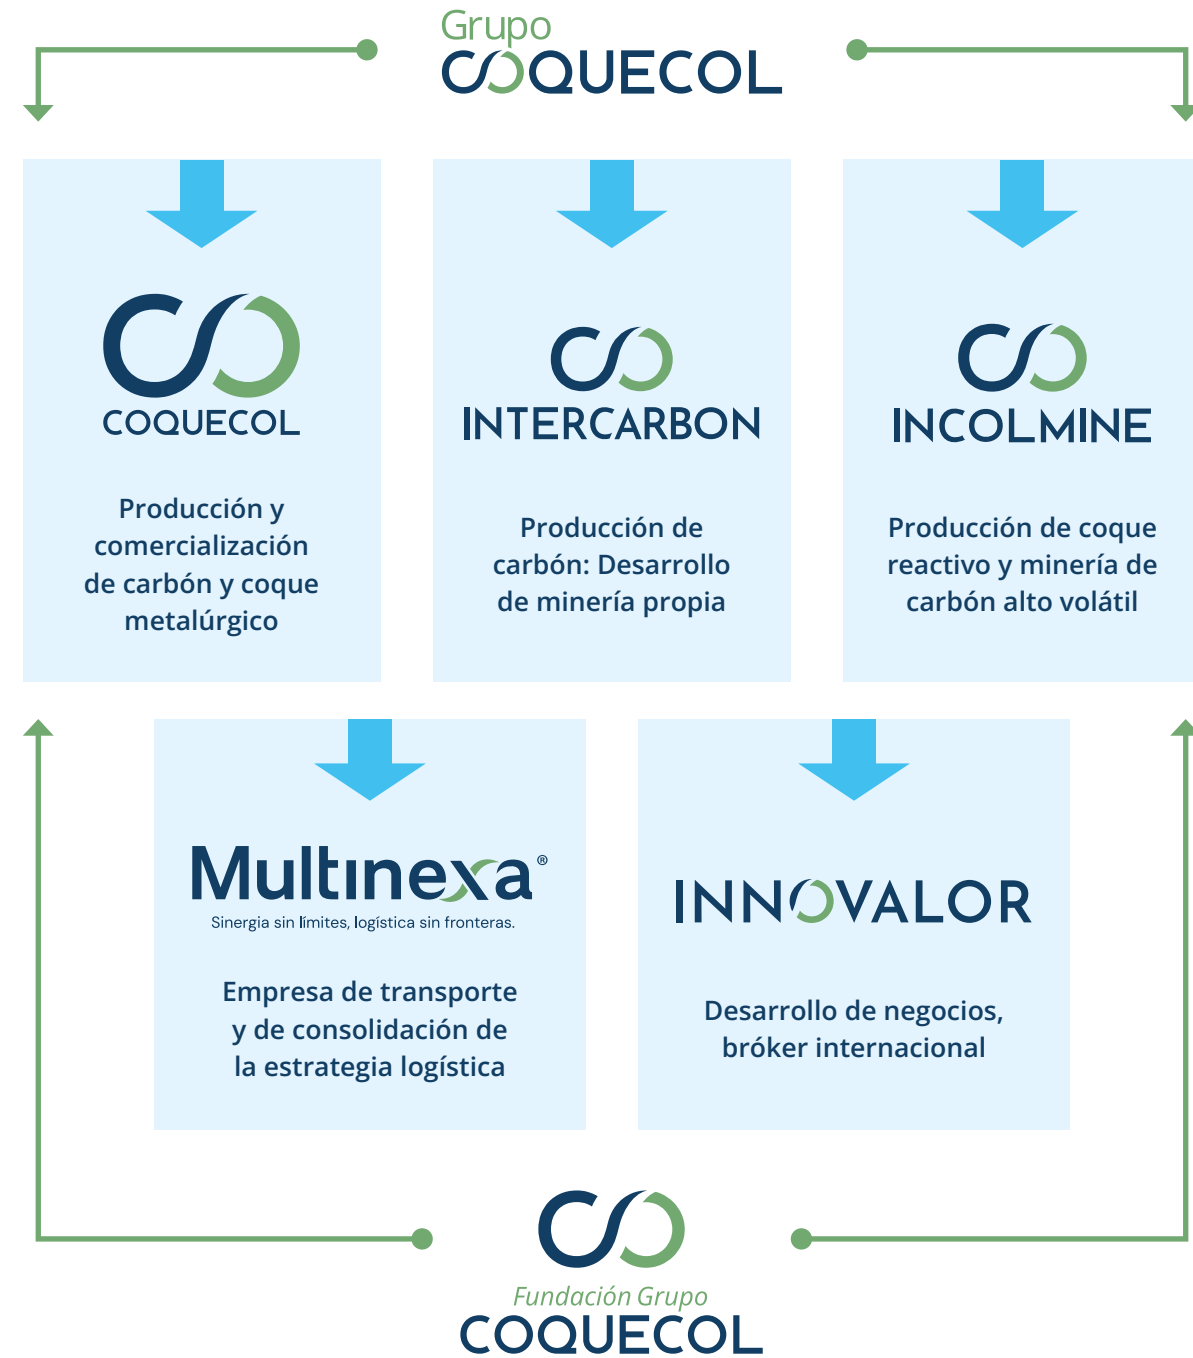 Grupo
COQUECOL
COQUECOL
Producción y
comercialización
de carbón y coque
metalúrgico
INTERCARBON
Producción de
carbón: Desarrollo
de minería propia
INCOLMINE
Producción de coque
reactivo y minería de
carbón alto volátil
Multinexa®
Sinergia sin límites, logística sin fronteras.
Empresa de transporte
y de consolidación de
la estrategia logística
INNOVALOR
Desarrollo de negocios,
bróker internacional
Fundación Grupo
COQUECOL